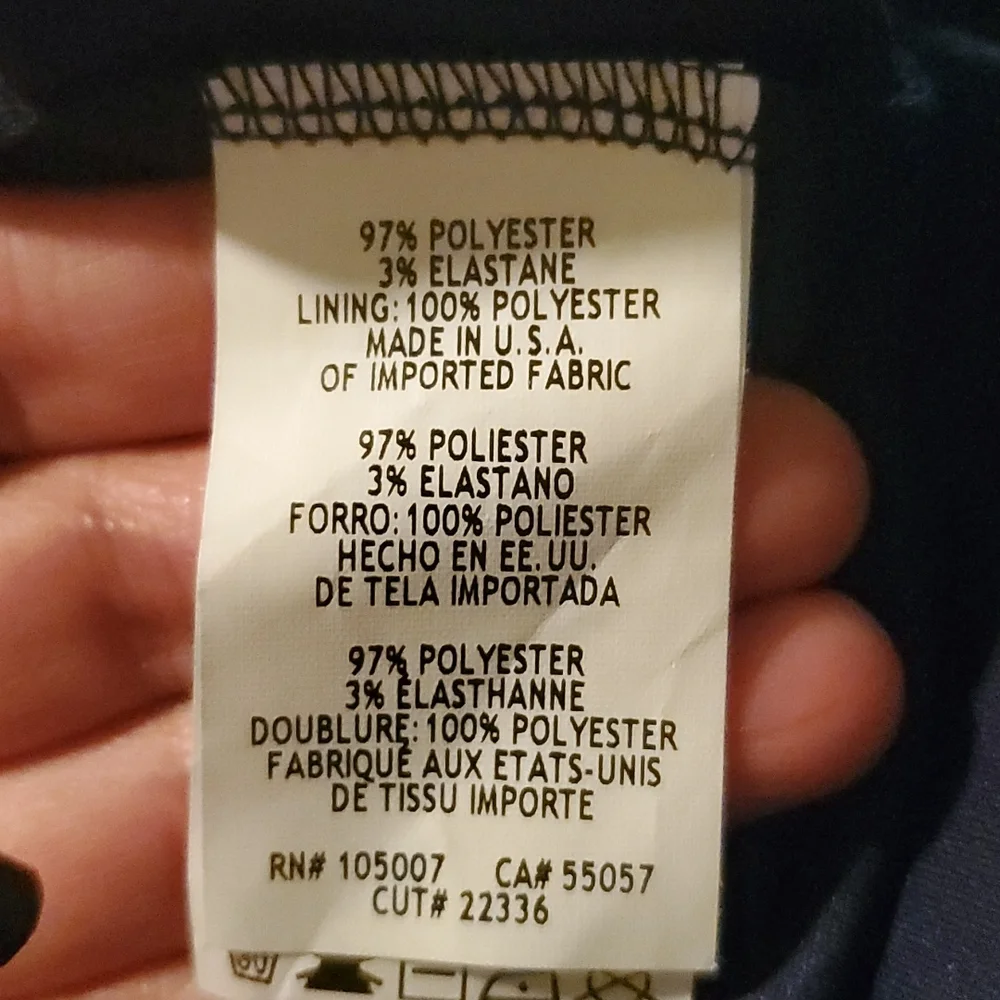 97% POLYESTER
3% ELASTANE
LINING: 100% POLYESTER
MADE IN U.S.A.
OF IMPORTED FABRIC
97% POLIESTER
3% ELASTANO
FORRO: 100% POLIESTER
HECHO EN EE.UU.
DE TELA IMPORTADA
97% POLYESTER
3% ÉLASTHANNE
DOUBLURE: 100% POLYESTER
FABRIQUÉ AUX ETATS-UNIS
DE TISSU IMPORTE
RN# 105007 CA# 55057
CUT# 22336